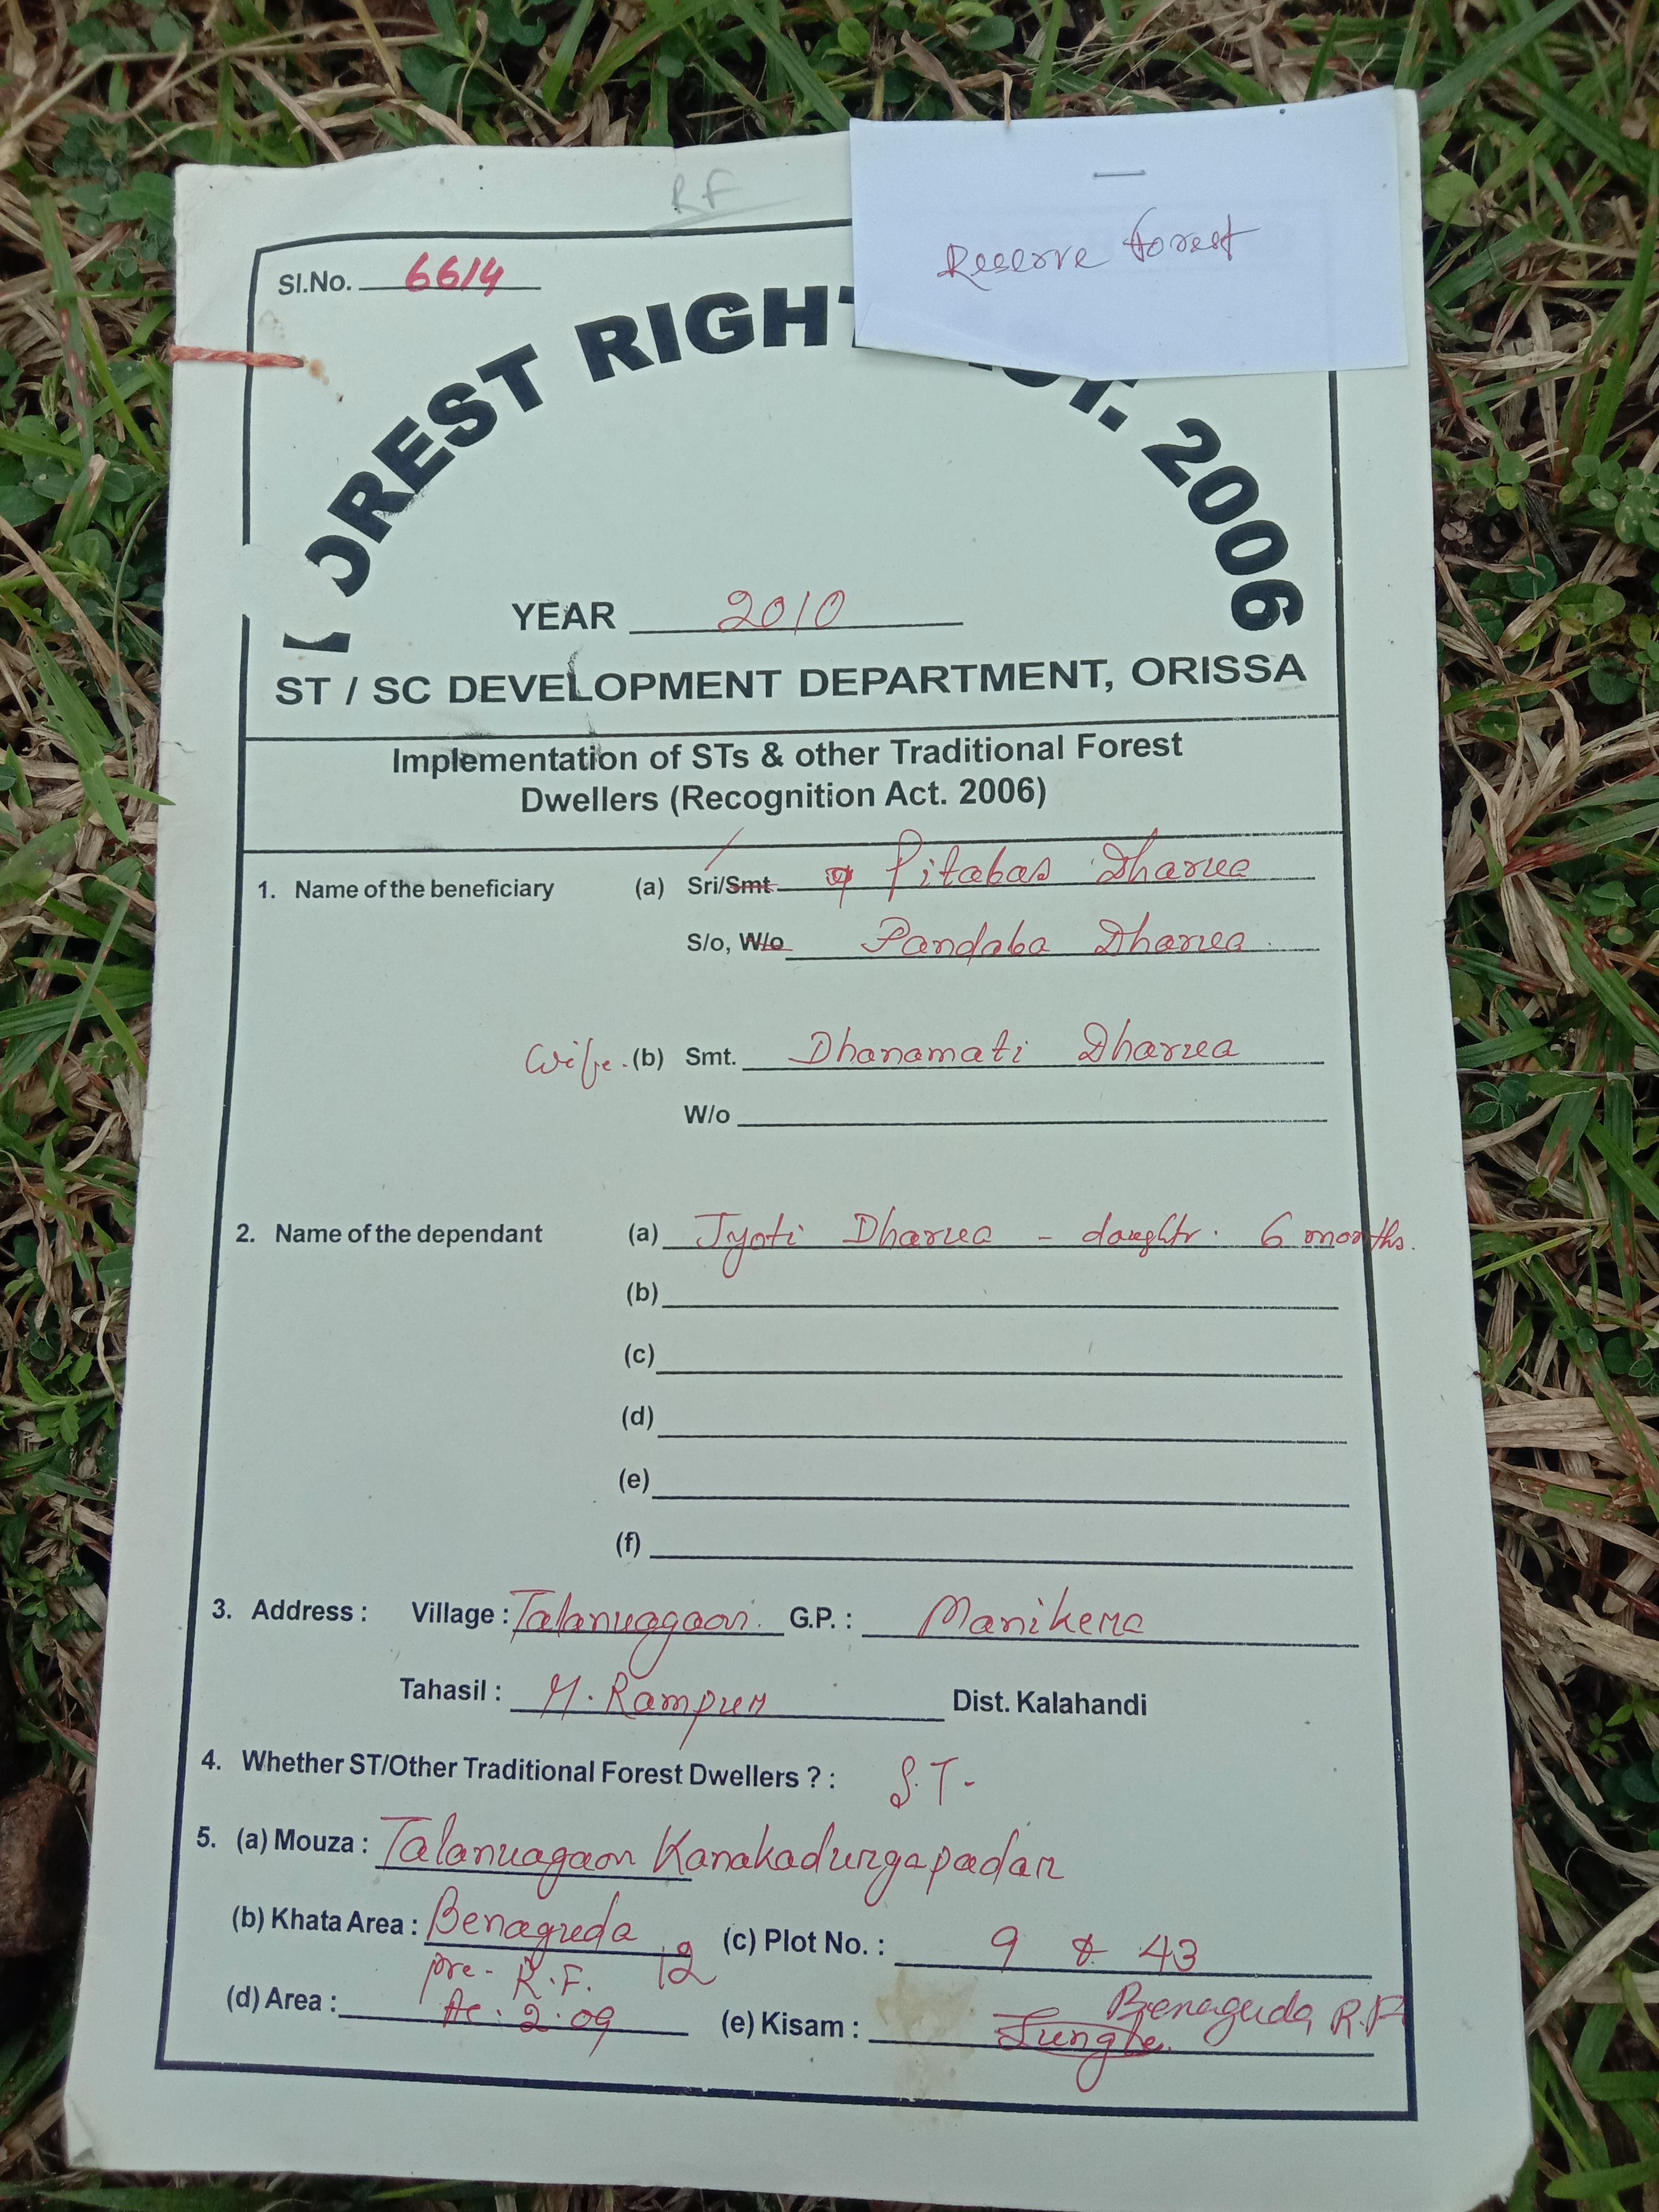 RF
Reserve forest
Sl.No. 6614
FOREST RIGHT ACT. 2006
YEAR 2010
ST / SC DEVELOPMENT DEPARTMENT, ORISSA
Implementation of STs & other Traditional Forest
Dwellers (Recognition Act. 2006)
1. Name of the beneficiary (a) Sri/Smt Pitabas Dharua
S/o, W/o Pandaba Dharua
Wife. (b) Smt. Dhanamati Dharua
W/o
2. Name of the dependant (a) Jyoti Dharua - daughtr. 6 months.
(b)
(c)
(d)
(e)
(f)
3. Address : Village : Talanuagaon. G.P. : Manikera
Tahasil : M. Rampur Dist. Kalahandi
4. Whether ST/Other Traditional Forest Dwellers ? : S.T-
5. (a) Mouza : Talanuagaon Kanakadurgapadar
(b) Khata Area : Benaguda (c) Plot No. : 9 & 43
pre- R.F. 12
(d) Area : Ac. 2.09 (e) Kisam : Jungle. Benaguda R.F